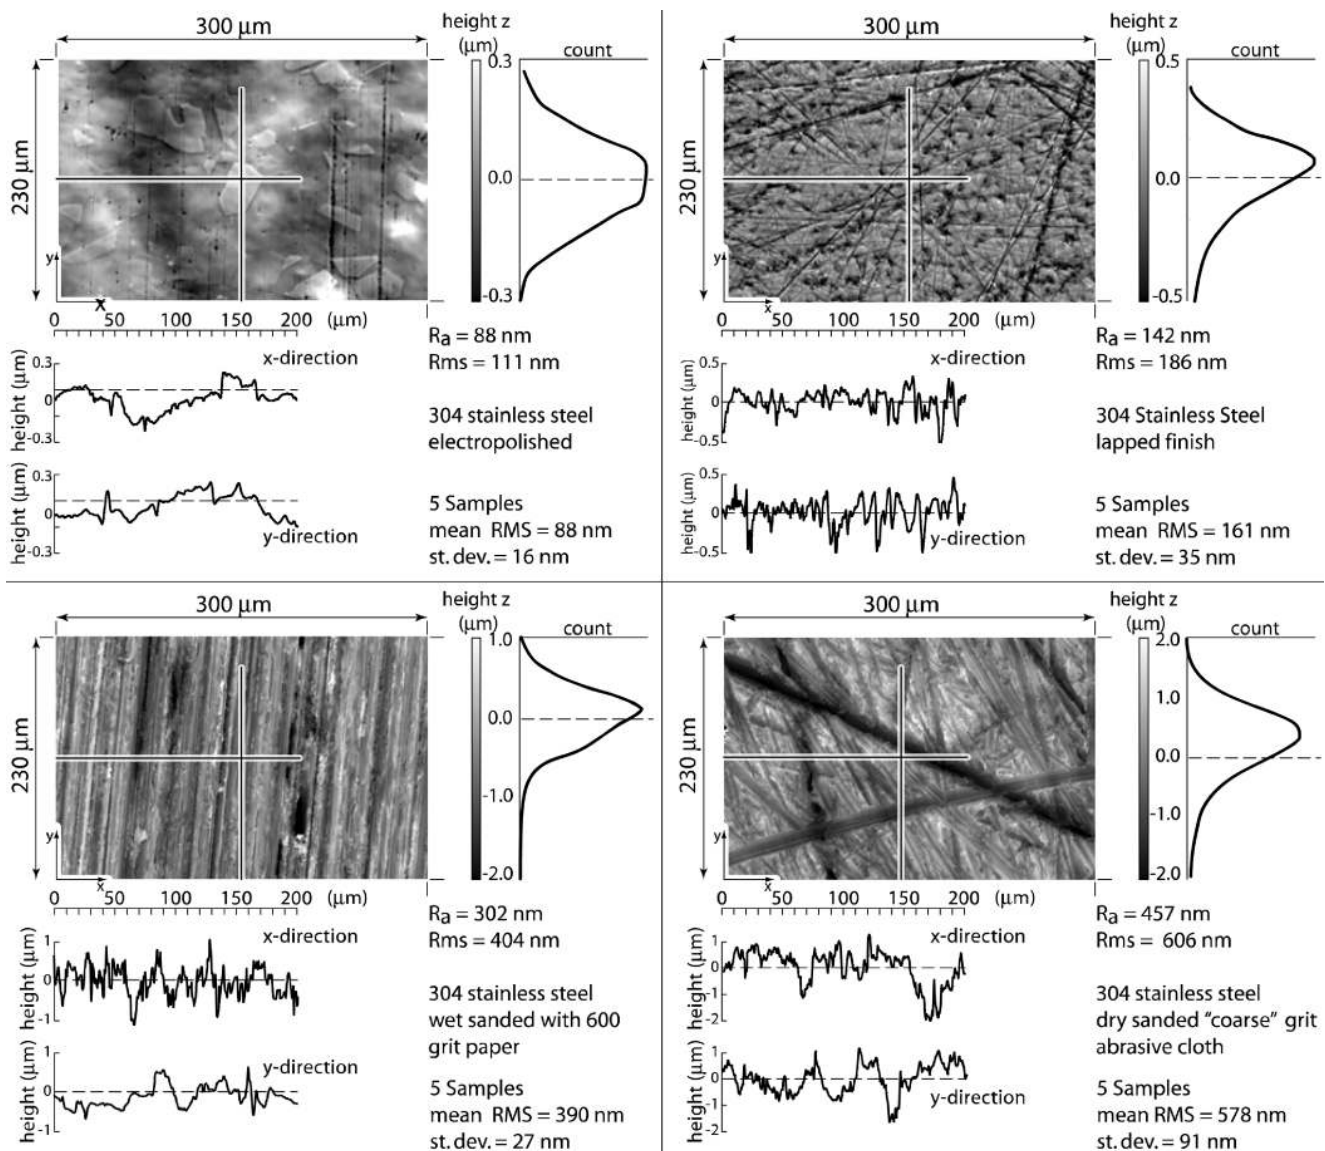 300 μm
height z
(μm)
count
0.3
0.0
-0.3
230 μm
y
x
0 50 100 150 200 (μm)
Ra = 88 nm
Rms = 111 nm
x-direction
height (μm)
0.3
0
-0.3
304 stainless steel
electropolished
height (μm)
0.3
0
-0.3
y-direction
5 Samples
mean RMS = 88 nm
st. dev. = 16 nm
300 μm
height z
(μm)
count
0.5
0.0
-0.5
230 μm
y
x
0 50 100 150 200 (μm)
Ra = 142 nm
Rms = 186 nm
x-direction
height (μm)
0.5
0
-0.5
304 Stainless Steel
lapped finish
height (μm)
0.5
0
-0.5
y-direction
5 Samples
mean RMS = 161 nm
st. dev. = 35 nm
300 μm
height z
(μm)
count
1.0
0.0
-1.0
-2.0
230 μm
y
x
0 50 100 150 200 (μm)
Ra = 302 nm
Rms = 404 nm
x-direction
height (μm)
1
0
-1
304 stainless steel
wet sanded with 600
grit paper
height (μm)
1
0
-1
y-direction
5 Samples
mean RMS = 390 nm
st. dev. = 27 nm
300 μm
height z
(μm)
count
2.0
1.0
0.0
-1.0
-2.0
230 μm
y
x
0 50 100 150 200 (μm)
Ra = 457 nm
Rms = 606 nm
x-direction
height (μm)
1
0
-1
-2
304 stainless steel
dry sanded "coarse" grit
abrasive cloth
height (μm)
1
0
-1
-2
y-direction
5 Samples
mean RMS = 578 nm
st. dev. = 91 nm